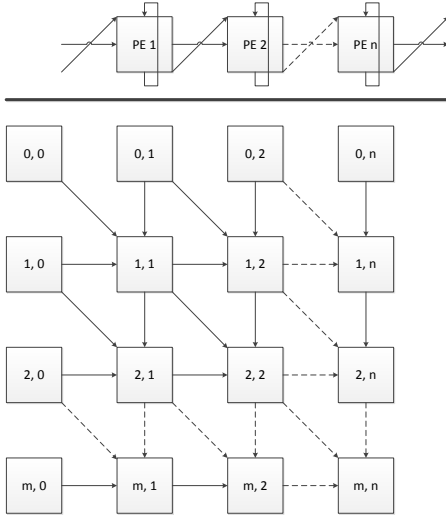 PE 1 PE 2 PE n
0, 0 0, 1 0, 2 0, n
1, 0 1, 1 1, 2 1, n
2, 0 2, 1 2, 2 2, n
m, 0 m, 1 m, 2 m, n